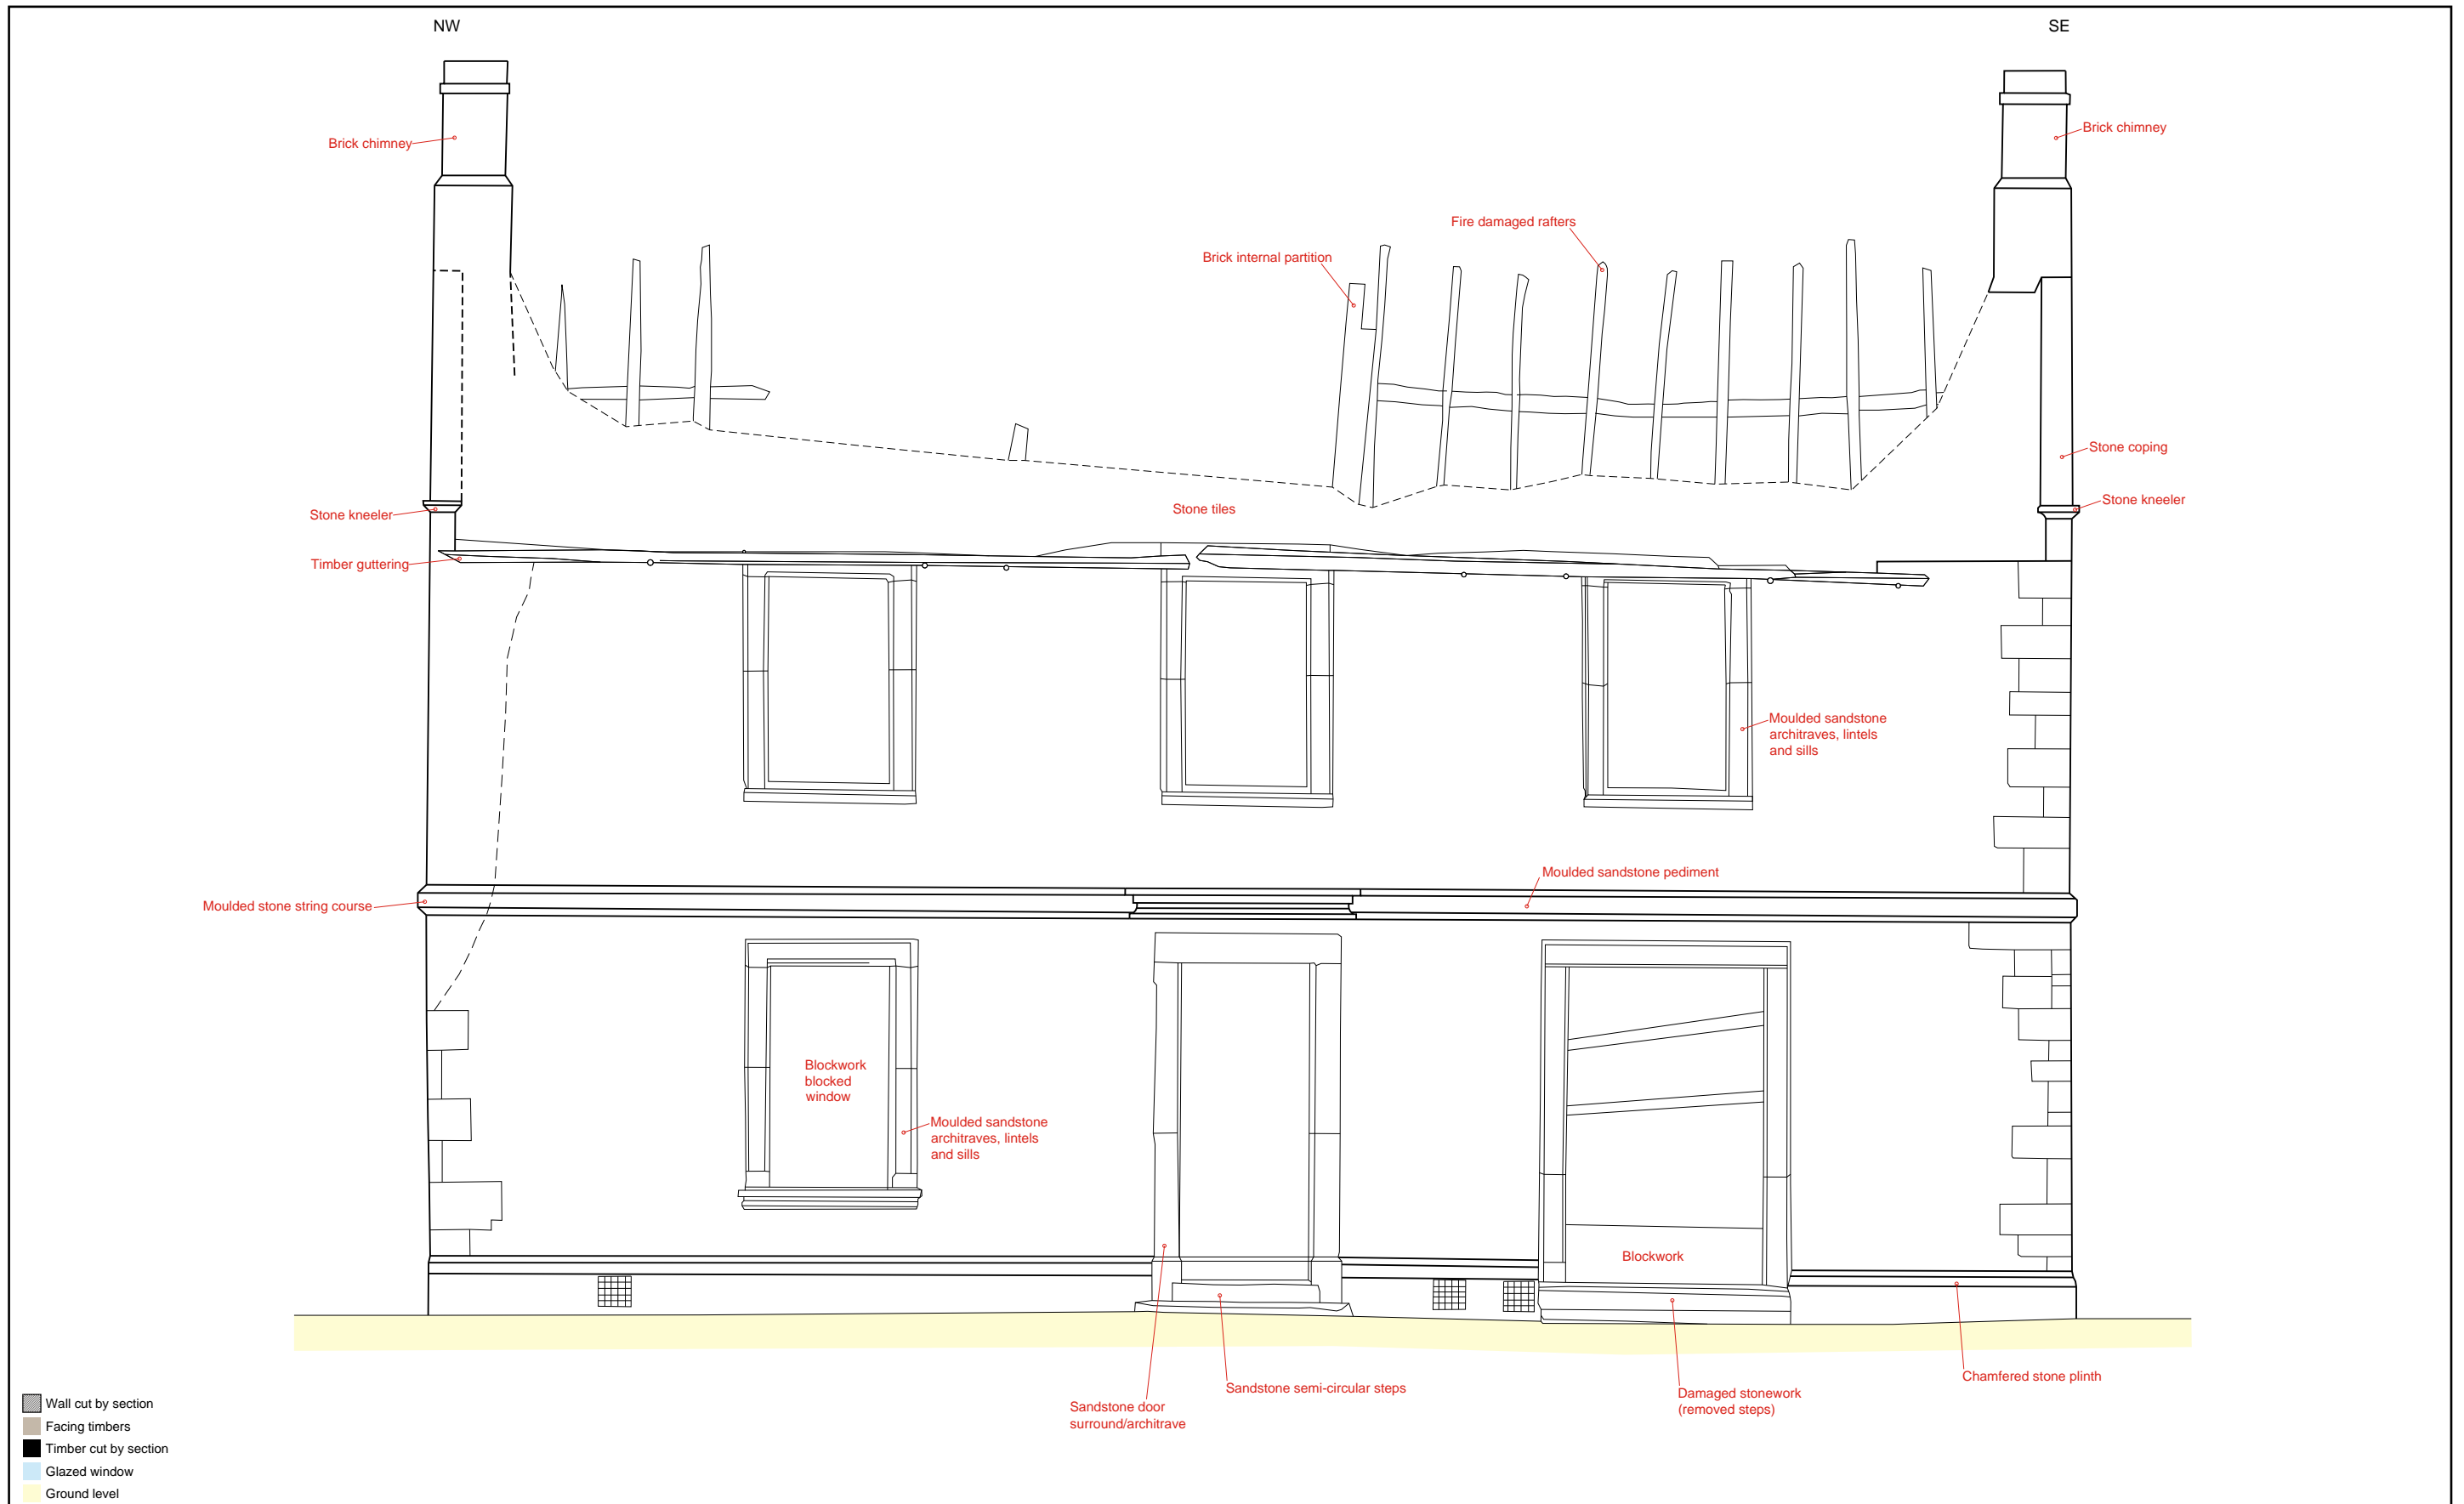 NW
SE
Brick chimney
Brick chimney
Fire damaged rafters
Brick internal partition
Stone coping
Stone kneeler
Stone kneeler
Stone tiles
Timber guttering
Moulded sandstone
architraves, lintels
and sills
Moulded sandstone pediment
Moulded stone string course
Blockwork
blocked
window
Moulded sandstone
architraves, lintels
and sills
Blockwork
Chamfered stone plinth
Sandstone semi-circular steps
Damaged stonework
(removed steps)
Sandstone door
surround/architrave
Wall cut by section
Facing timbers
Timber cut by section
Glazed window
Ground level